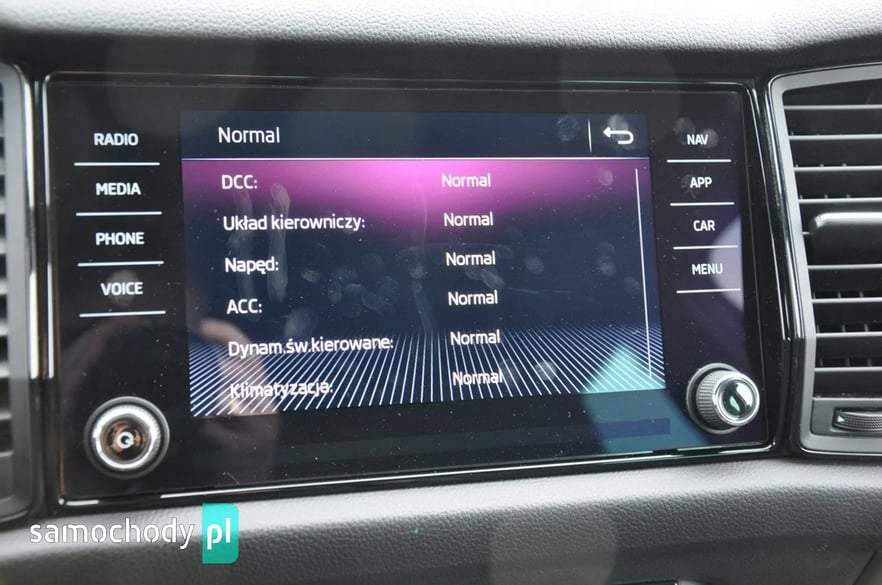 RADIO
MEDIA
PHONE
VOICE
Normal
DCC: Normal
Układ kierowniczy: Normal
Napęd: Normal
ACC: Normal
Dynam.św.kierowane: Normal
Klimatyzacja: Normal
NAV
APP
CAR
MENU
samochody pl